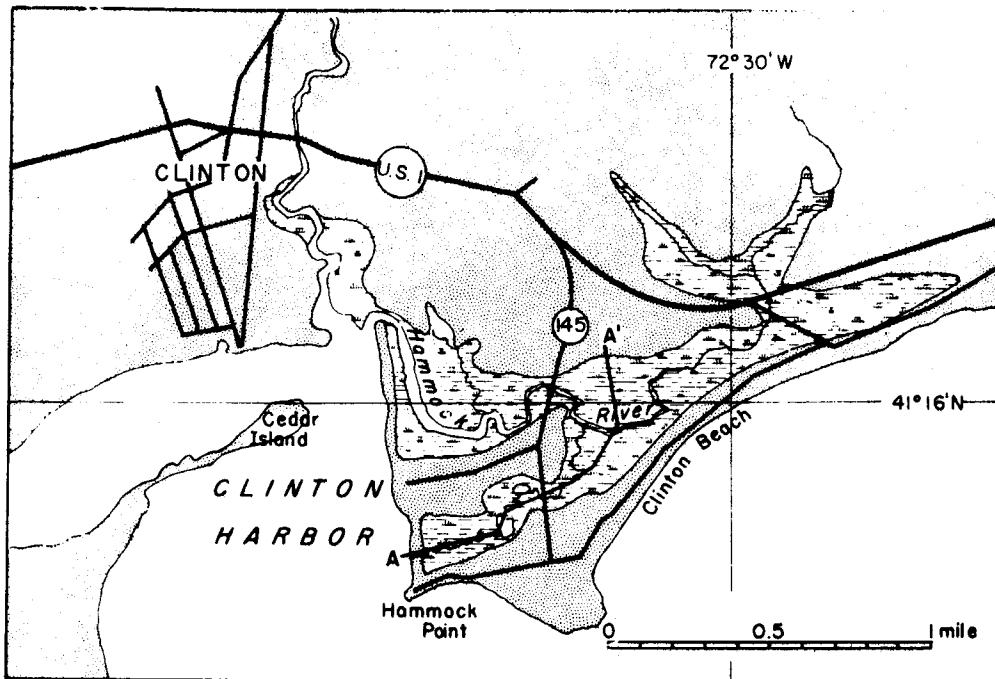 72° 30' W
CLINTON
U.S. 1
145
A'
Hammock
River
41° 16' N
Cedar
Island
Clinton Beach
CLINTON
HARBOR
A
Hammock
Point
0 0.5 1 mile